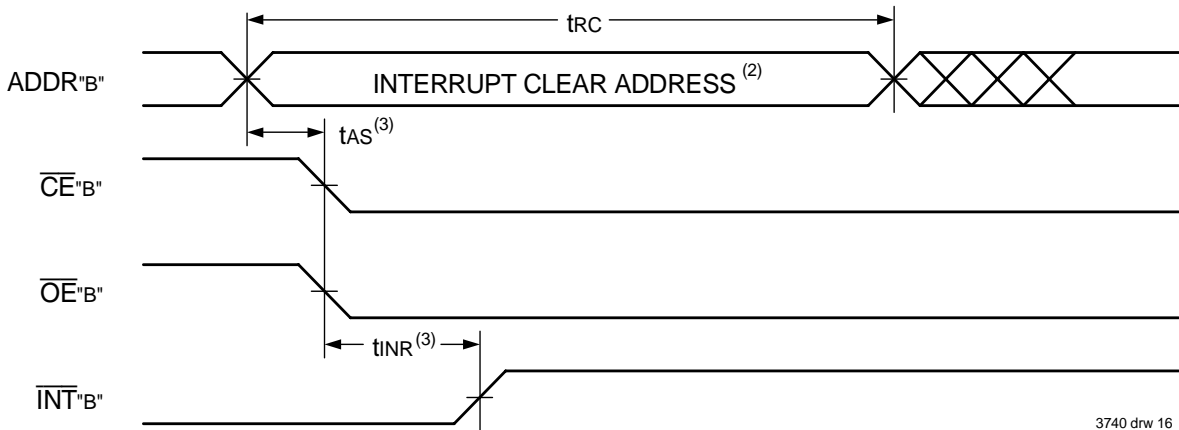 tRC
ADDR"B"
INTERRUPT CLEAR ADDRESS (2)
tAS(3)
CE"B"
OE"B"
tINR(3)
INT"B"
3740 drw 16